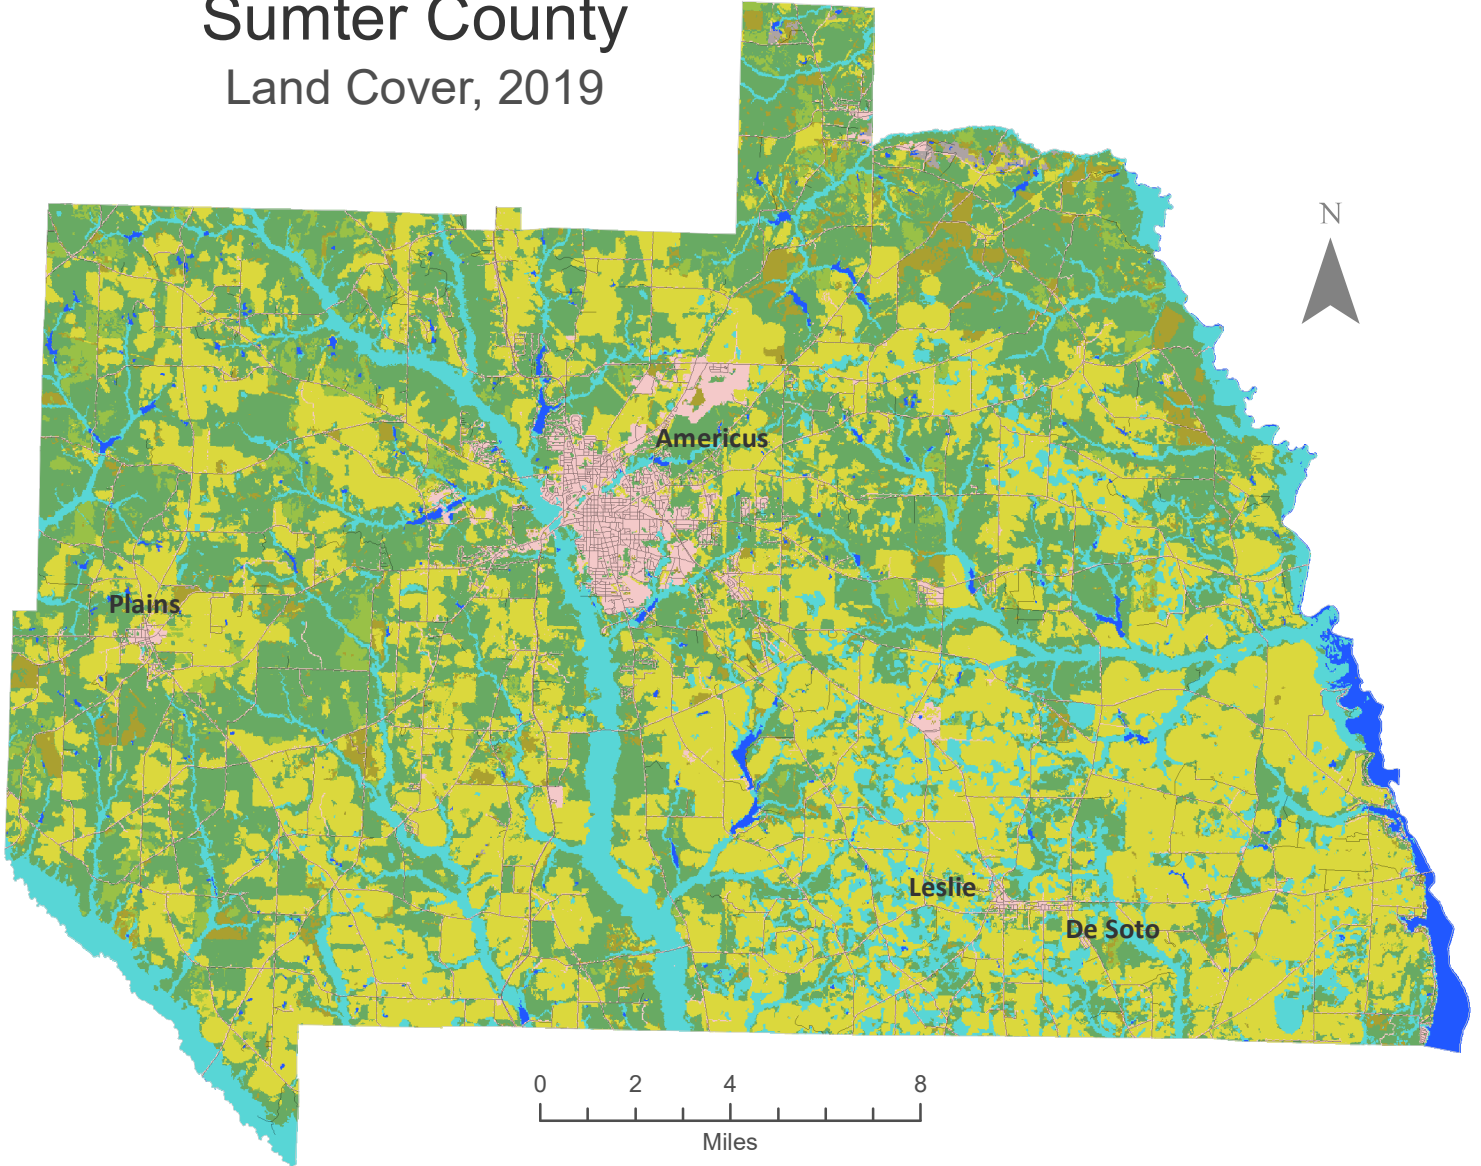 Sumter County
Land Cover, 2019
N
Americus
Plains
Leslie
De Soto
0 2 4 8
Miles